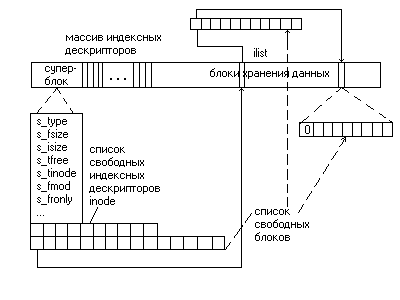 массив индексных
дескрипторов
ilist
супер-
блок
...
блоки хранения данных
0
s_type
s_fsize
s_isize
s_tfree
s_tinode
s_fmod
s_fronly
...
список
свободных
индексных
дескрипторов
inode
список
свободных
блоков